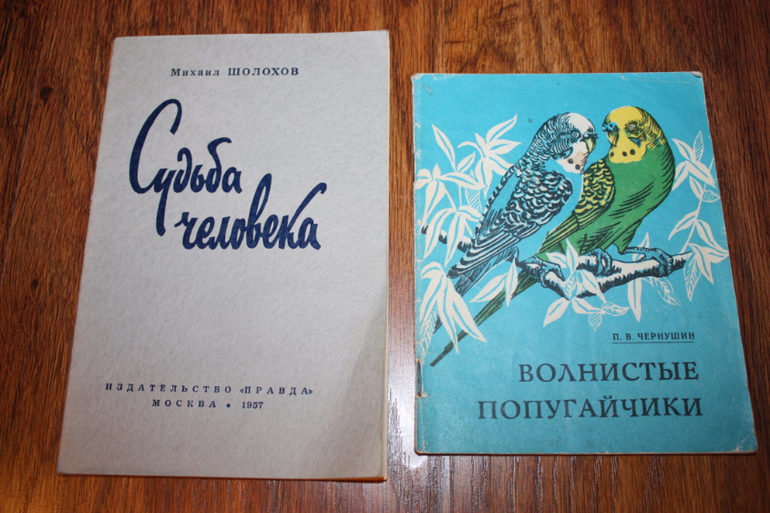 Михаил ШОЛОХОВ
Судьба
человека
ИЗДАТЕЛЬСТВО «ПРАВДА»
МОСКВА • 1957
П. В. ЧЕРНУШИН
ВОЛНИСТЫЕ
ПОПУГАЙЧИКИ